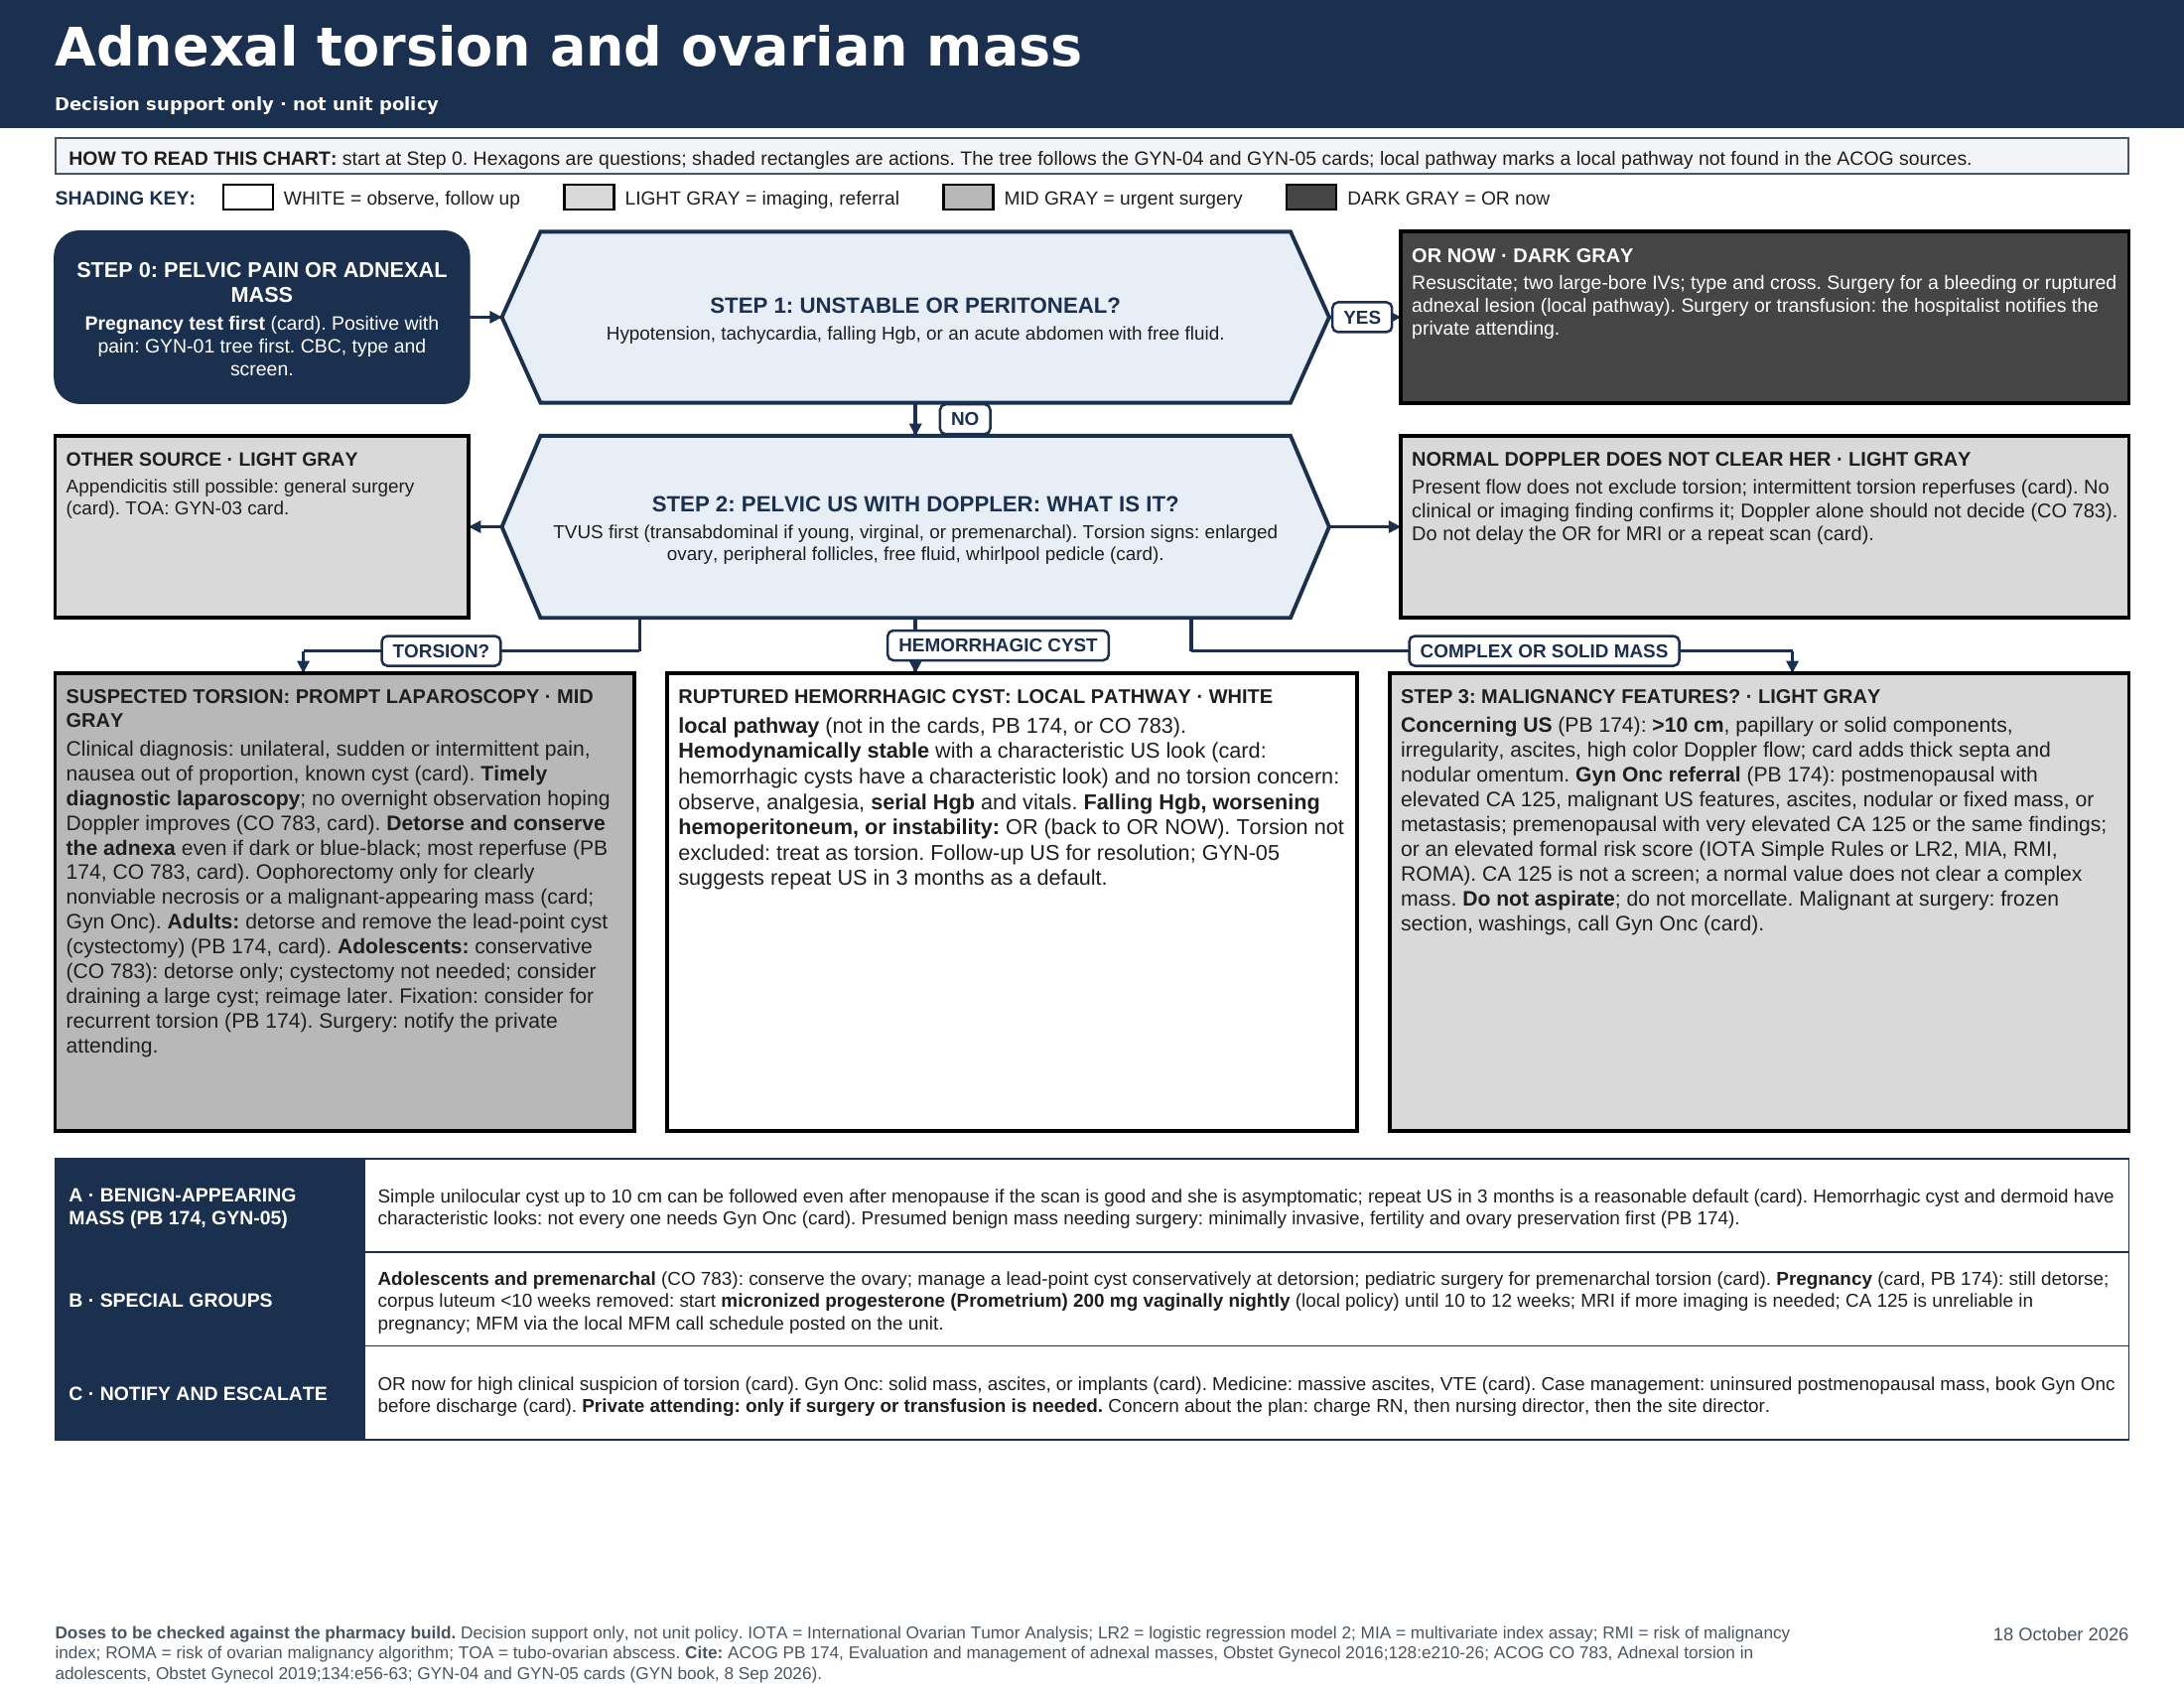 Adnexal torsion and ovarian mass
Decision support only · not unit policy
HOW TO READ THIS CHART: start at Step 0. Hexagons are questions; shaded rectangles are actions. The tree follows the GYN-04 and GYN-05 cards; local pathway marks a local pathway not found in the ACOG sources.
SHADING KEY:
WHITE = observe, follow up
LIGHT GRAY = imaging, referral
MID GRAY = urgent surgery
DARK GRAY = OR now
STEP 0: PELVIC PAIN OR ADNEXAL
MASS
Pregnancy test first (card). Positive with
pain: GYN-01 tree first. CBC, type and
screen.
STEP 1: UNSTABLE OR PERITONEAL?
Hypotension, tachycardia, falling Hgb, or an acute abdomen with free fluid.
YES
OR NOW · DARK GRAY
Resuscitate; two large-bore IVs; type and cross. Surgery for a bleeding or ruptured
adnexal lesion (local pathway). Surgery or transfusion: the hospitalist notifies the
private attending.
NO
OTHER SOURCE · LIGHT GRAY
Appendicitis still possible: general surgery
(card). TOA: GYN-03 card.
STEP 2: PELVIC US WITH DOPPLER: WHAT IS IT?
TVUS first (transabdominal if young, virginal, or premenarchal). Torsion signs: enlarged
ovary, peripheral follicles, free fluid, whirlpool pedicle (card).
NORMAL DOPPLER DOES NOT CLEAR HER · LIGHT GRAY
Present flow does not exclude torsion; intermittent torsion reperfuses (card). No
clinical or imaging finding confirms it; Doppler alone should not decide (CO 783).
Do not delay the OR for MRI or a repeat scan (card).
TORSION?
HEMORRHAGIC CYST
COMPLEX OR SOLID MASS
SUSPECTED TORSION: PROMPT LAPAROSCOPY · MID
GRAY
Clinical diagnosis: unilateral, sudden or intermittent pain,
nausea out of proportion, known cyst (card). Timely
diagnostic laparoscopy; no overnight observation hoping
Doppler improves (CO 783, card). Detorse and conserve
the adnexa even if dark or blue-black; most reperfuse (PB
174, CO 783, card). Oophorectomy only for clearly
nonviable necrosis or a malignant-appearing mass (card;
Gyn Onc). Adults: detorse and remove the lead-point cyst
(cystectomy) (PB 174, card). Adolescents: conservative
(CO 783): detorse only; cystectomy not needed; consider
draining a large cyst; reimage later. Fixation: consider for
recurrent torsion (PB 174). Surgery: notify the private
attending.
RUPTURED HEMORRHAGIC CYST: LOCAL PATHWAY · WHITE
local pathway (not in the cards, PB 174, or CO 783).
Hemodynamically stable with a characteristic US look (card:
hemorrhagic cysts have a characteristic look) and no torsion concern:
observe, analgesia, serial Hgb and vitals. Falling Hgb, worsening
hemoperitoneum, or instability: OR (back to OR NOW). Torsion not
excluded: treat as torsion. Follow-up US for resolution; GYN-05
suggests repeat US in 3 months as a default.
STEP 3: MALIGNANCY FEATURES? · LIGHT GRAY
Concerning US (PB 174): >10 cm, papillary or solid components,
irregularity, ascites, high color Doppler flow; card adds thick septa and
nodular omentum. Gyn Onc referral (PB 174): postmenopausal with
elevated CA 125, malignant US features, ascites, nodular or fixed mass, or
metastasis; premenopausal with very elevated CA 125 or the same findings;
or an elevated formal risk score (IOTA Simple Rules or LR2, MIA, RMI,
ROMA). CA 125 is not a screen; a normal value does not clear a complex
mass. Do not aspirate; do not morcellate. Malignant at surgery: frozen
section, washings, call Gyn Onc (card).
A · BENIGN-APPEARING
MASS (PB 174, GYN-05)
Simple unilocular cyst up to 10 cm can be followed even after menopause if the scan is good and she is asymptomatic; repeat US in 3 months is a reasonable default (card). Hemorrhagic cyst and dermoid have
characteristic looks: not every one needs Gyn Onc (card). Presumed benign mass needing surgery: minimally invasive, fertility and ovary preservation first (PB 174).
B · SPECIAL GROUPS
Adolescents and premenarchal (CO 783): conserve the ovary; manage a lead-point cyst conservatively at detorsion; pediatric surgery for premenarchal torsion (card). Pregnancy (card, PB 174): still detorse;
corpus luteum <10 weeks removed: start micronized progesterone (Prometrium) 200 mg vaginally nightly (local policy) until 10 to 12 weeks; MRI if more imaging is needed; CA 125 is unreliable in
pregnancy; MFM via the local MFM call schedule posted on the unit.
C · NOTIFY AND ESCALATE
OR now for high clinical suspicion of torsion (card). Gyn Onc: solid mass, ascites, or implants (card). Medicine: massive ascites, VTE (card). Case management: uninsured postmenopausal mass, book Gyn Onc
before discharge (card). Private attending: only if surgery or transfusion is needed. Concern about the plan: charge RN, then nursing director, then the site director.
Doses to be checked against the pharmacy build. Decision support only, not unit policy. IOTA = International Ovarian Tumor Analysis; LR2 = logistic regression model 2; MIA = multivariate index assay; RMI = risk of malignancy
index; ROMA = risk of ovarian malignancy algorithm; TOA = tubo-ovarian abscess. Cite: ACOG PB 174, Evaluation and management of adnexal masses, Obstet Gynecol 2016;128:e210-26; ACOG CO 783, Adnexal torsion in
adolescents, Obstet Gynecol 2019;134:e56-63; GYN-04 and GYN-05 cards (GYN book, 8 Sep 2026).
18 October 2026